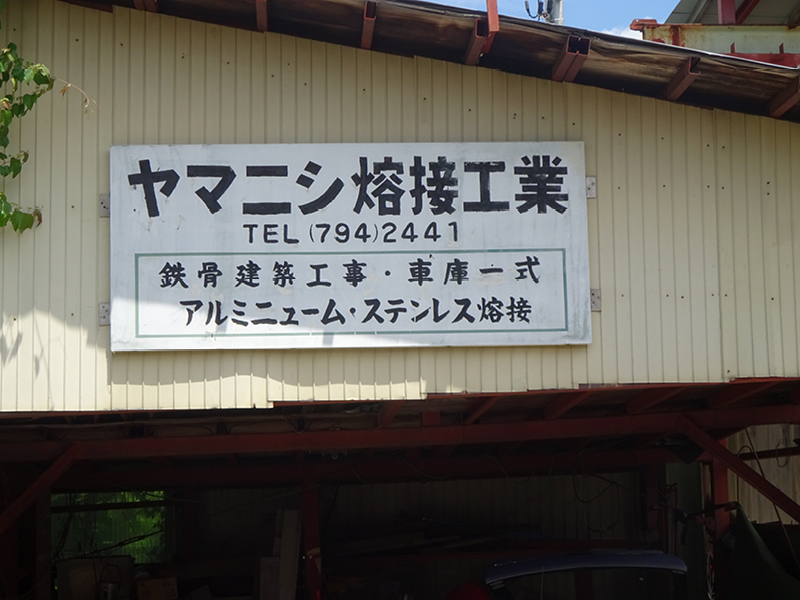 ヤマニシ熔接工業
TEL(794)2441
鉄骨建築工事・車庫一式
アルミニューム・ステンレス熔接